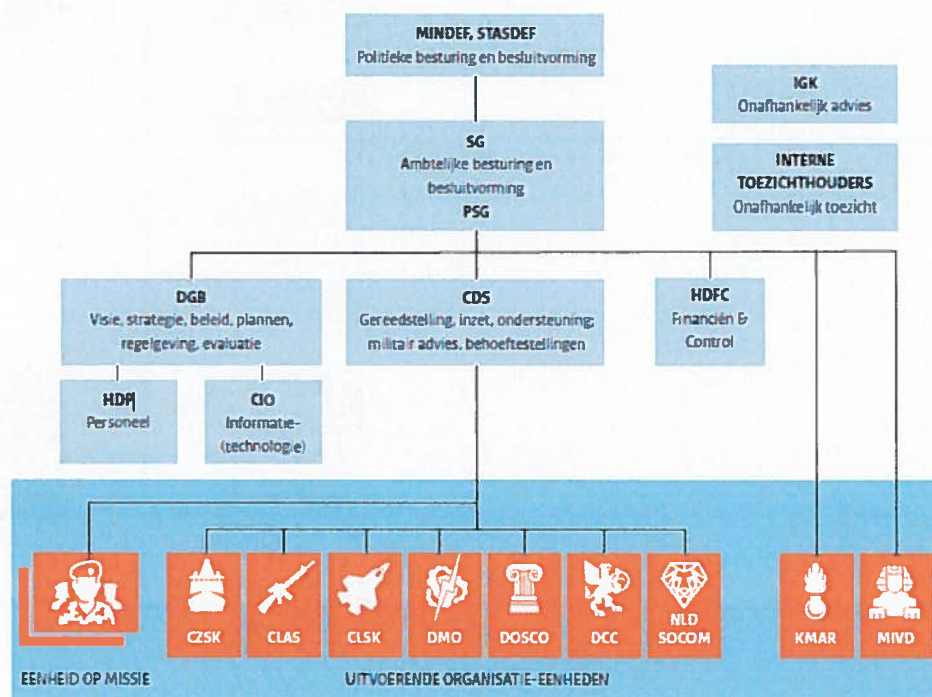 MINDEF, STASDEF
Politieke besturing en besluitvorming
IGK
Onafhankelijk advies
SG
Ambtelijke besturing en
besluitvorming
PSG
INTERNE
TOEZICHTHOUDERS
Onafhankelijk toezicht
DGB
Visie, strategie, beleid, plannen,
regelgeving, evaluatie
CDS
Gereedstelling, inzet, ondersteuning;
militair advies, behoeftestellingen
HDFC
Financiën &
Control
HDP
Personeel
CIO
Informatie-
(technologie)
CZSK
CLAS
CLSK
DMO
DOSCO
DCC
NLD
SOCOM
KMAR
MIVD
EENHEID OP MISSIE
UITVOERENDE ORGANISATIE-EENHEDEN